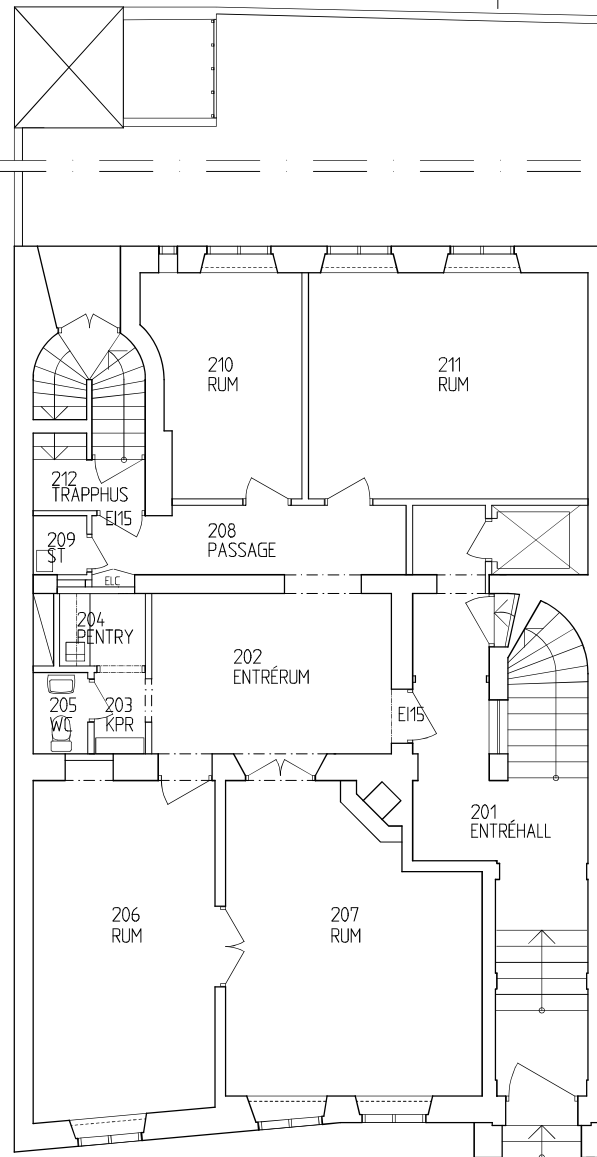 210
RUM
211
RUM
212
TRAPPHUS
EI15
209
ST
208
PASSAGE
ELC
204
PENTRY
202
ENTRÉRUM
205
WC
203
KPR
EI15
201
ENTRÉHALL
206
RUM
207
RUM